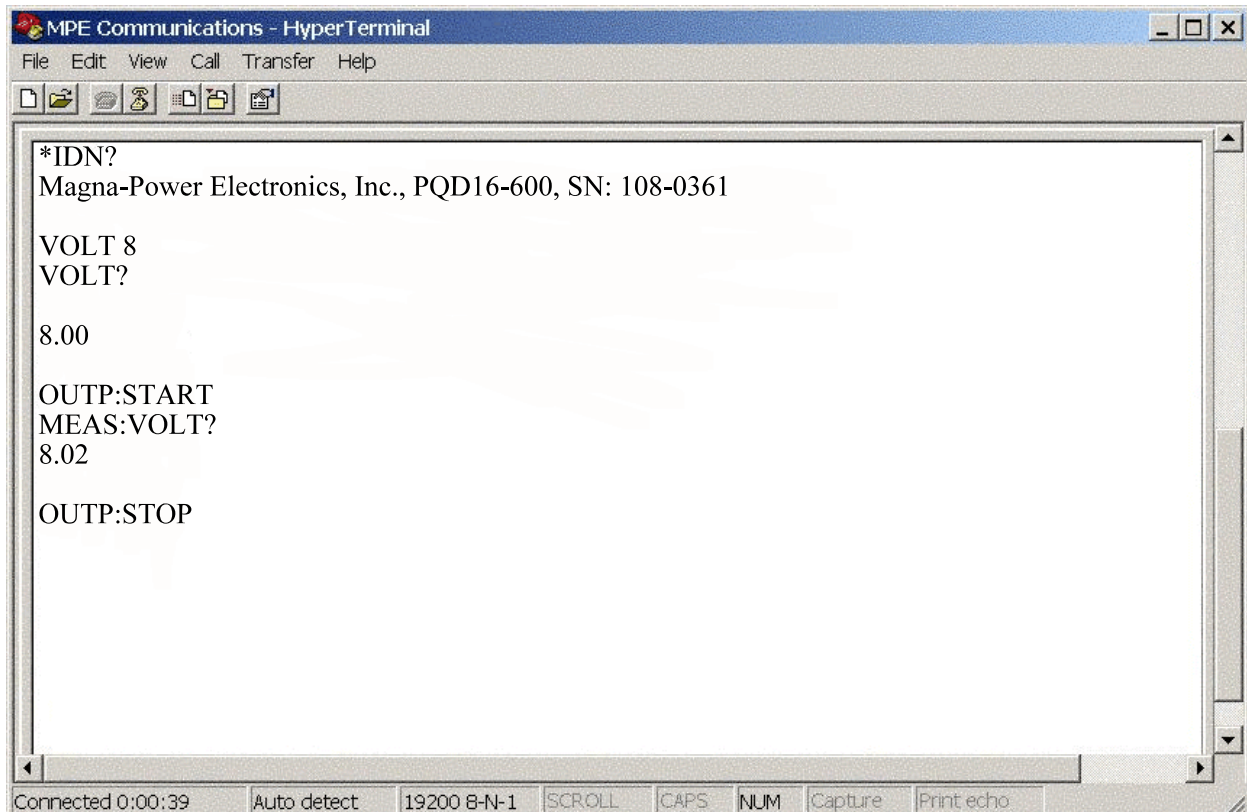 MPE Communications - HyperTerminal
File Edit View Call Transfer Help
*IDN?
Magna-Power Electronics, Inc., PQD16-600, SN: 108-0361
VOLT 8
VOLT?
8.00
OUTP:START
MEAS:VOLT?
8.02
OUTP:STOP
Connected 0:00:39 Auto detect 19200 8-N-1 SCROLL CAPS NUM Capture Print echo